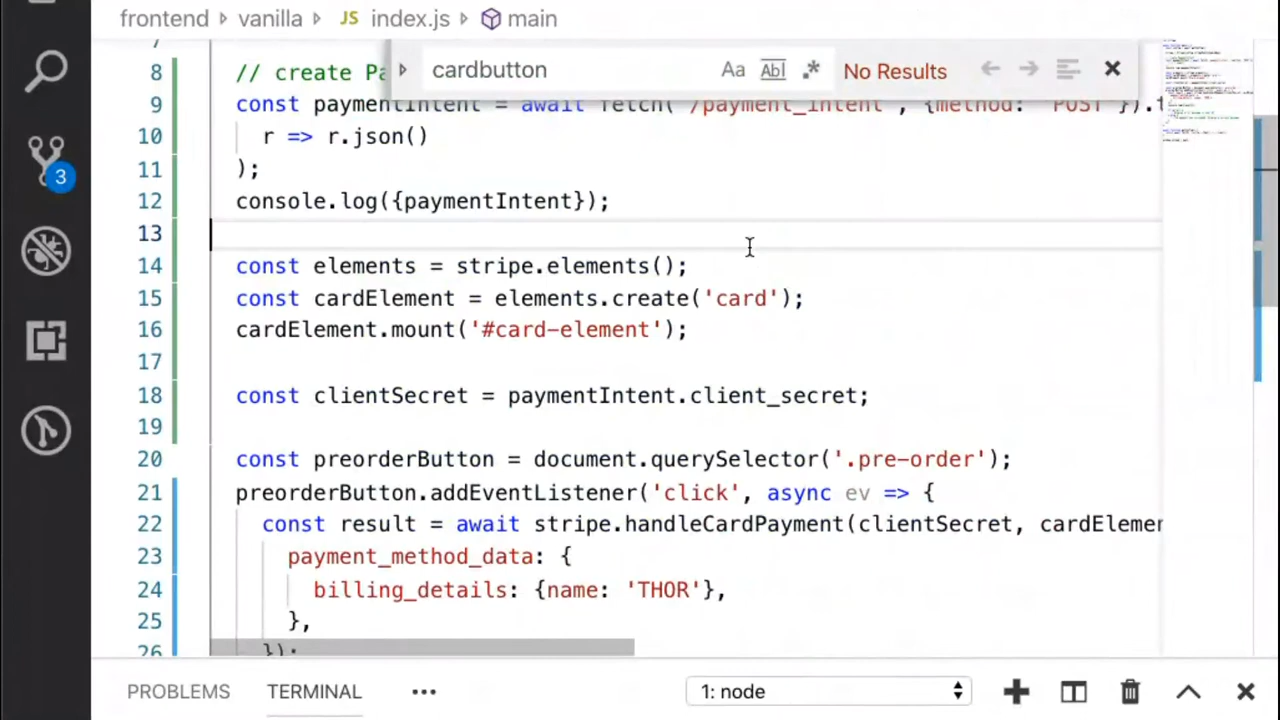 frontend vanilla JS index.js main
7
cardButton Aa Abl .* No Results
8 // create Pa
9 const paymentIntent = await fetch('/payment_intent', {method: 'POST'}).t
10 r => r.json()
11 );
12 console.log({paymentIntent});
13
14 const elements = stripe.elements();
15 const cardElement = elements.create('card');
16 cardElement.mount('#card-element');
17
18 const clientSecret = paymentIntent.client_secret;
19
20 const preorderButton = document.querySelector('.pre-order');
21 preorderButton.addEventListener('click', async ev => {
22 const result = await stripe.handleCardPayment(clientSecret, cardElemen
23 payment_method_data: {
24 billing_details: {name: 'THOR'},
25 },
26 });
3
PROBLEMS TERMINAL ... 1: node